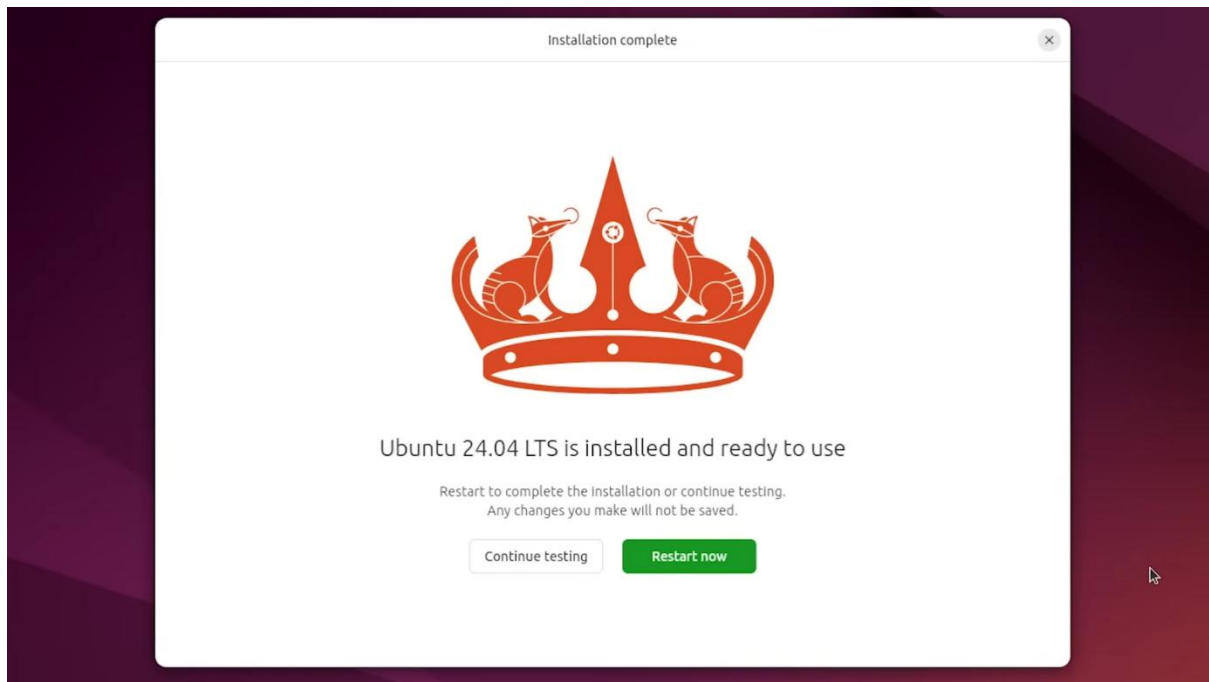 Installation complete
Ubuntu 24.04 LTS is installed and ready to use
Restart to complete the installation or continue testing.
Any changes you make will not be saved.
Continue testing
Restart now